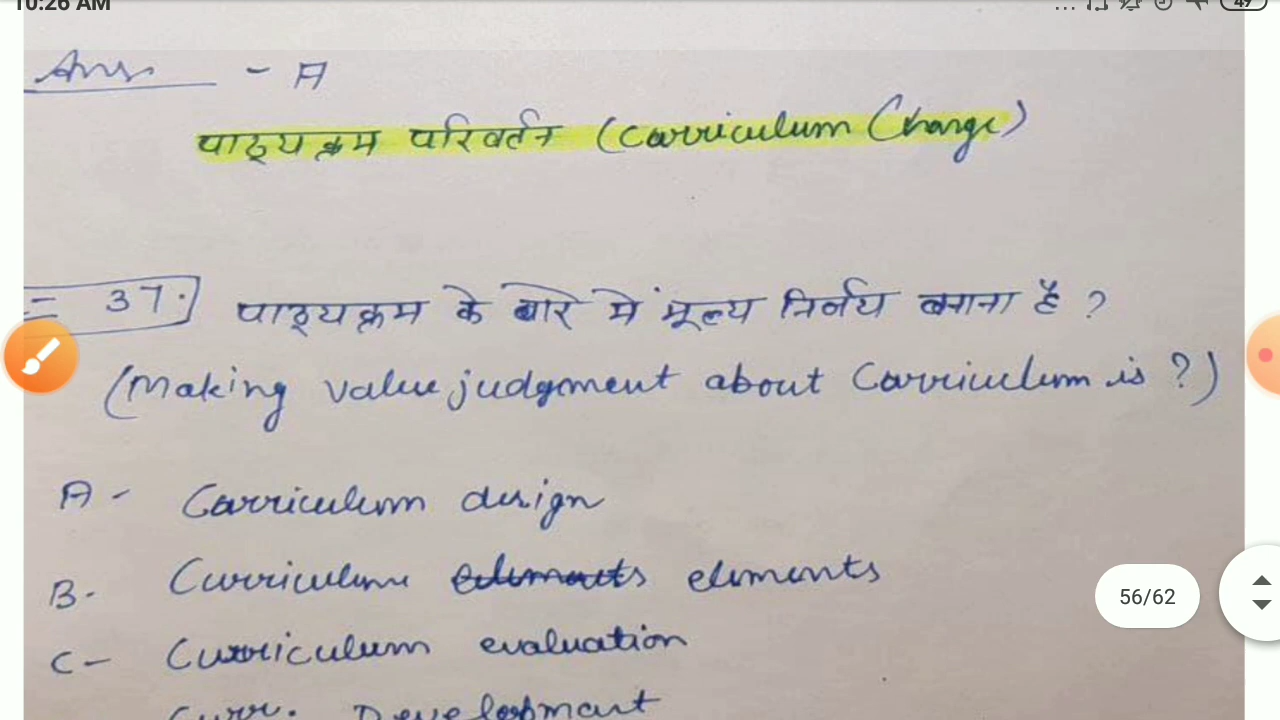 10:26 AM
Ans - A
पाठ्यक्रम परिवर्तन (Curriculum Change)
= 37. पाठ्यक्रम के बारे में मूल्य निर्णय बनाना है ?
(Making value judgement about Curriculum is ?)
A- Curriculum design
B. Curriculum elements
C- Curriculum evaluation
Curr. Development
56/62